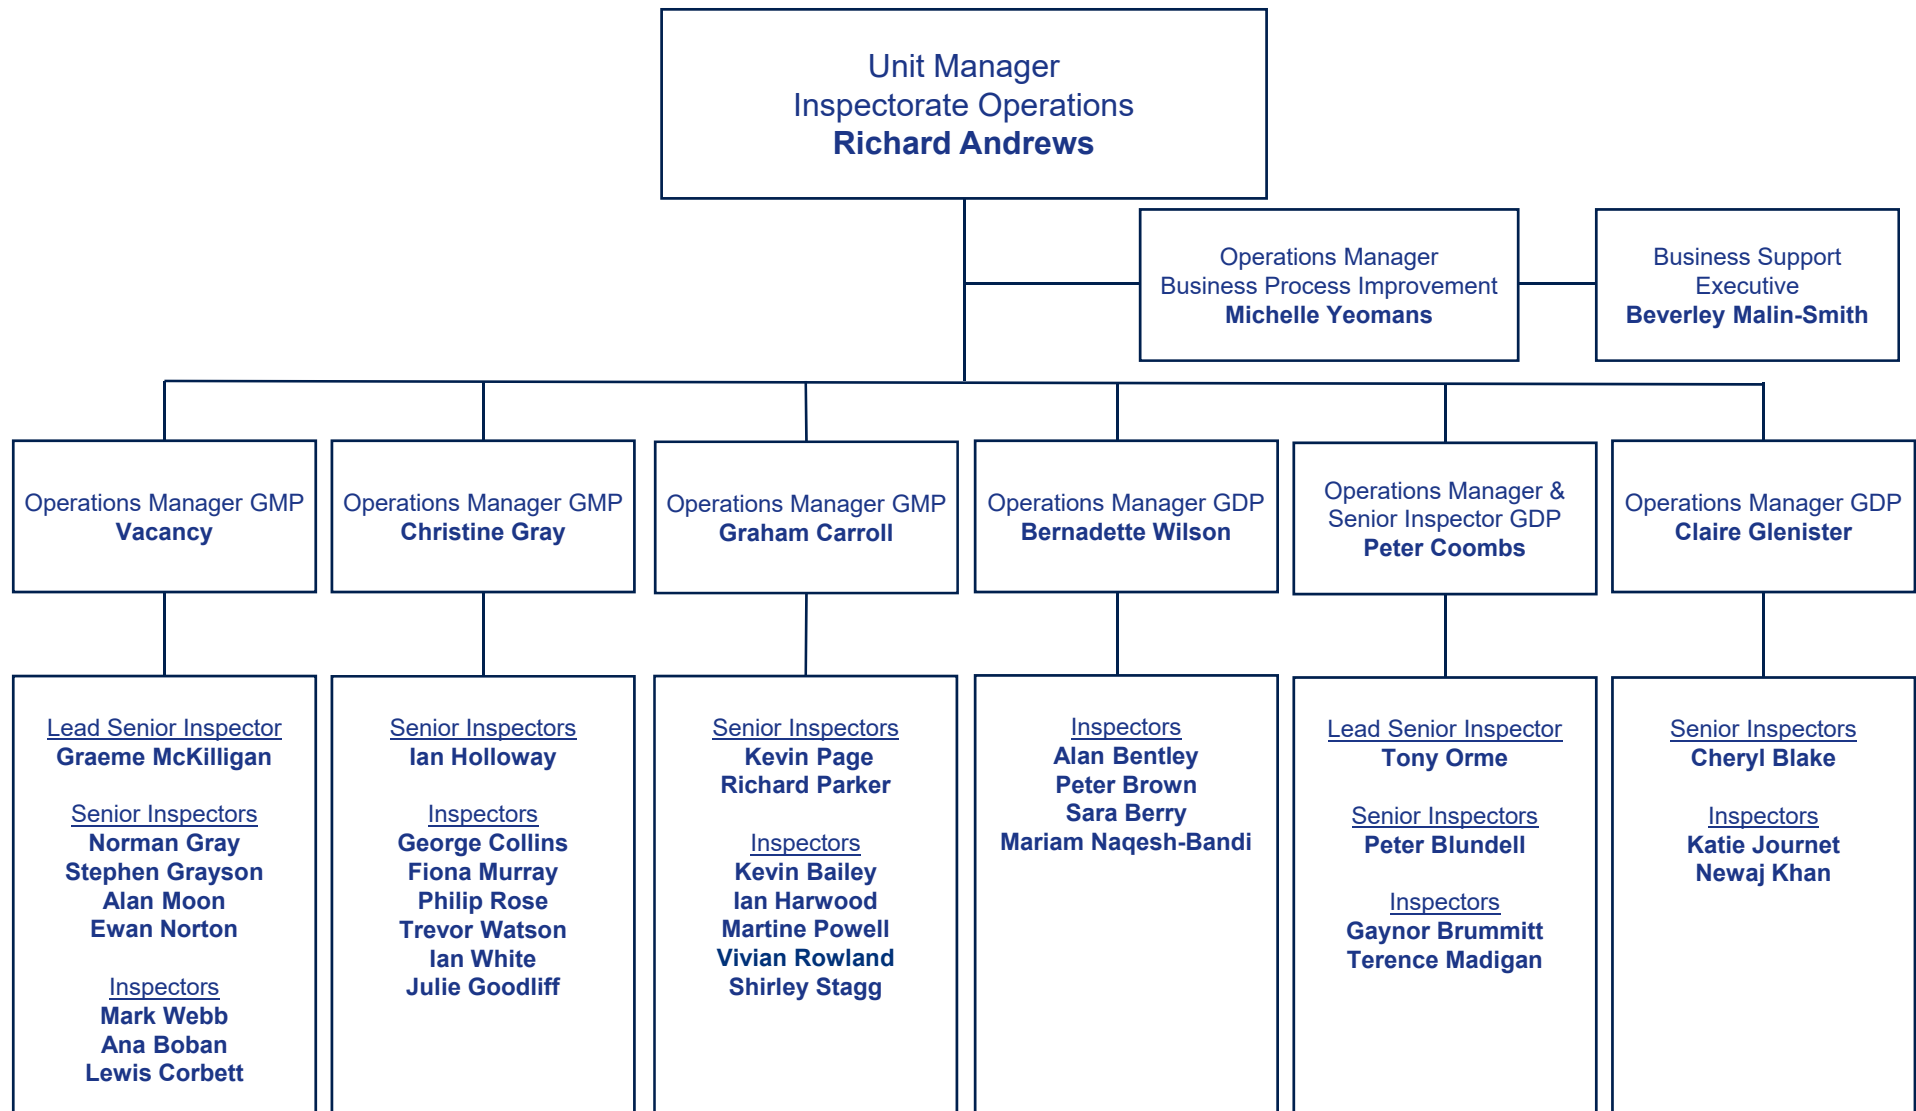 Unit Manager
Inspectorate Operations
Richard Andrews
Operations Manager
Business Process Improvement
Michelle Yeomans
Business Support
Executive
Beverley Malin-Smith
Operations Manager GMP
Vacancy
Operations Manager GMP
Christine Gray
Operations Manager GMP
Graham Carroll
Operations Manager GDP
Bernadette Wilson
Operations Manager &
Senior Inspector GDP
Peter Coombs
Operations Manager GDP
Claire Glenister
Lead Senior Inspector
Graeme McKilligan
Senior Inspectors
Norman Gray
Stephen Grayson
Alan Moon
Ewan Norton
Inspectors
Mark Webb
Ana Boban
Lewis Corbett
Senior Inspectors
Ian Holloway
Inspectors
George Collins
Fiona Murray
Philip Rose
Trevor Watson
Ian White
Julie Goodliff
Senior Inspectors
Kevin Page
Richard Parker
Inspectors
Kevin Bailey
Ian Harwood
Martine Powell
Vivian Rowland
Shirley Stagg
Inspectors
Alan Bentley
Peter Brown
Sara Berry
Mariam Naqesh-Bandi
Lead Senior Inspector
Tony Orme
Senior Inspectors
Peter Blundell
Inspectors
Gaynor Brummitt
Terence Madigan
Senior Inspectors
Cheryl Blake
Inspectors
Katie Journet
Newaj Khan